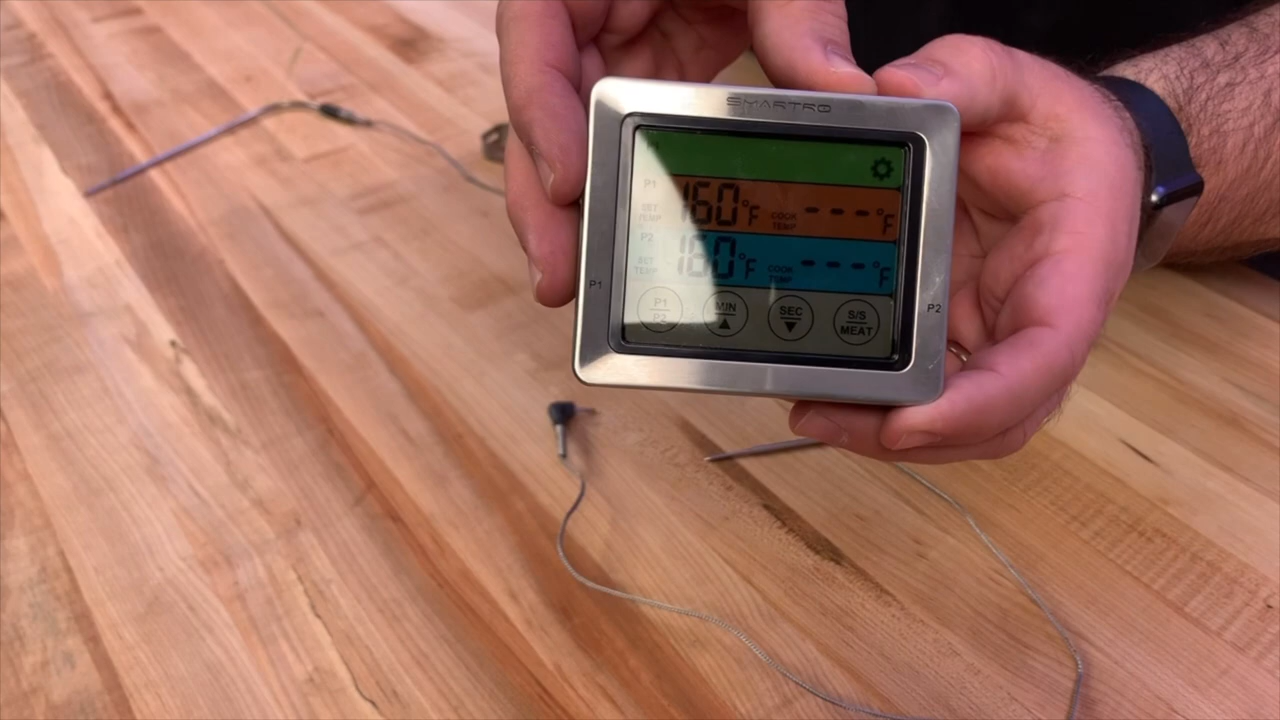 SMARTRO
P1
SET TEMP 160°F COOK TEMP ---°F
P2
SET TEMP 160°F COOK TEMP ---°F
P1 P2
P1/P2 MIN SEC S/S MEAT